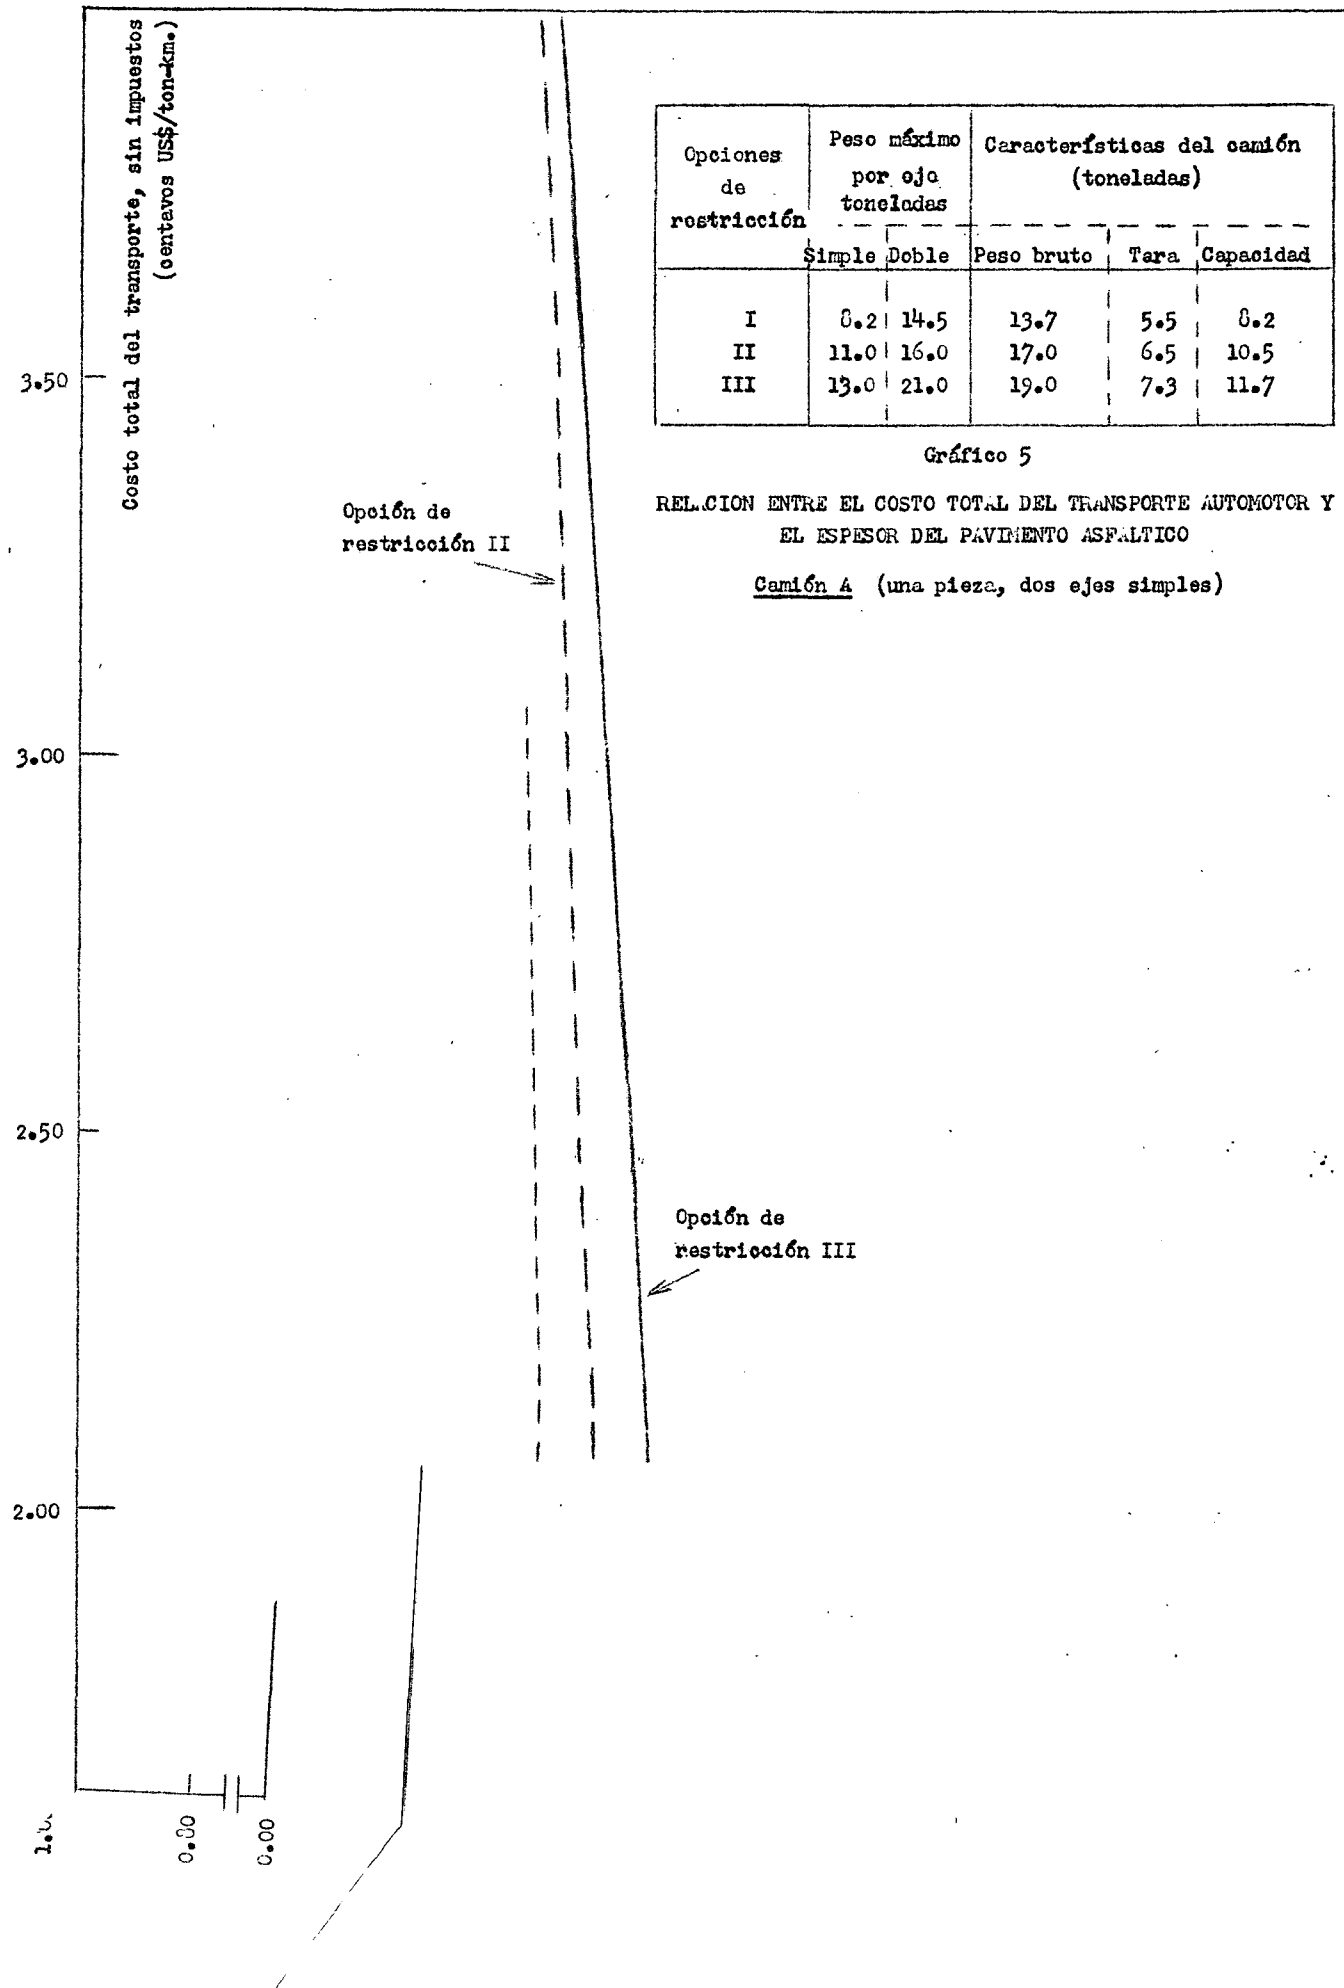 Costo total del transporte, sin impuestos
(centavos US$/ton-km.)
Opciones
de
restricción
Peso máximo
por eje
toneladas
Características del camión
(toneladas)
Simple Doble Peso bruto Tara Capacidad
I 8.2 14.5 13.7 5.5 8.2
II 11.0 16.0 17.0 6.5 10.5
III 13.0 21.0 19.0 7.3 11.7
Gráfico 5
RELACION ENTRE EL COSTO TOTAL DEL TRANSPORTE AUTOMOTOR Y
EL ESPESOR DEL PAVIMENTO ASFALTICO
Camión A (una pieza, dos ejes simples)
3.50
Opción de
restricción II
3.00
2.50
Opción de
restricción III
2.00
0.80
0.00